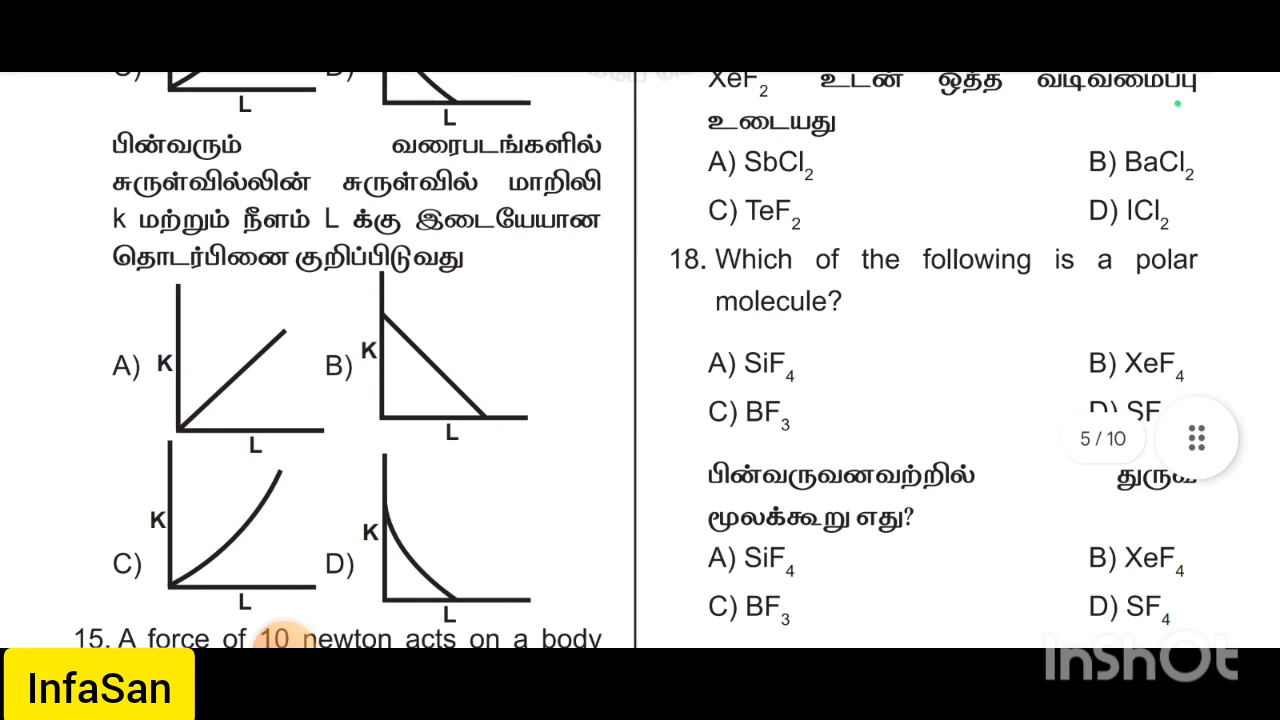 L
L
பின்வரும் வரைபடங்களில்
சுருள்வில்லின் சுருள்வில் மாறிலி
k மற்றும் நீளம் L க்கு இடையேயான
தொடர்பினை குறிப்பிடுவது
A) K L
B) K L
C) K L
D) K L
15. A force of 10 newton acts on a body
XeF₂ உடன் ஒத்த வடிவமைப்பு
உடையது
A) SbCl₂ B) BaCl₂
C) TeF₂ D) ICl₂
18. Which of the following is a polar
molecule?
A) SiF₄ B) XeF₄
C) BF₃ D) SF
5 / 10
பின்வருவனவற்றில்
மூலக்கூறு எது?
A) SiF₄ B) XeF₄
C) BF₃ D) SF₄
InShOt
InfaSan